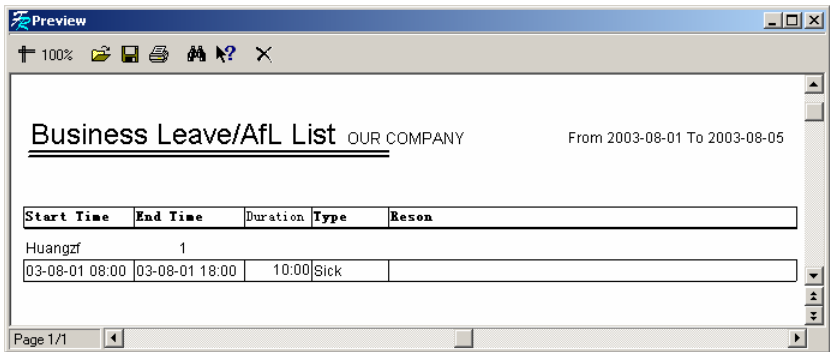 Preview
100%
Business Leave/AfL List OUR COMPANY From 2003-08-01 To 2003-08-05
Start Time End Time Duration Type Reson
Huangzf 1
03-08-01 08:00 03-08-01 18:00 10:00 Sick
Page 1/1